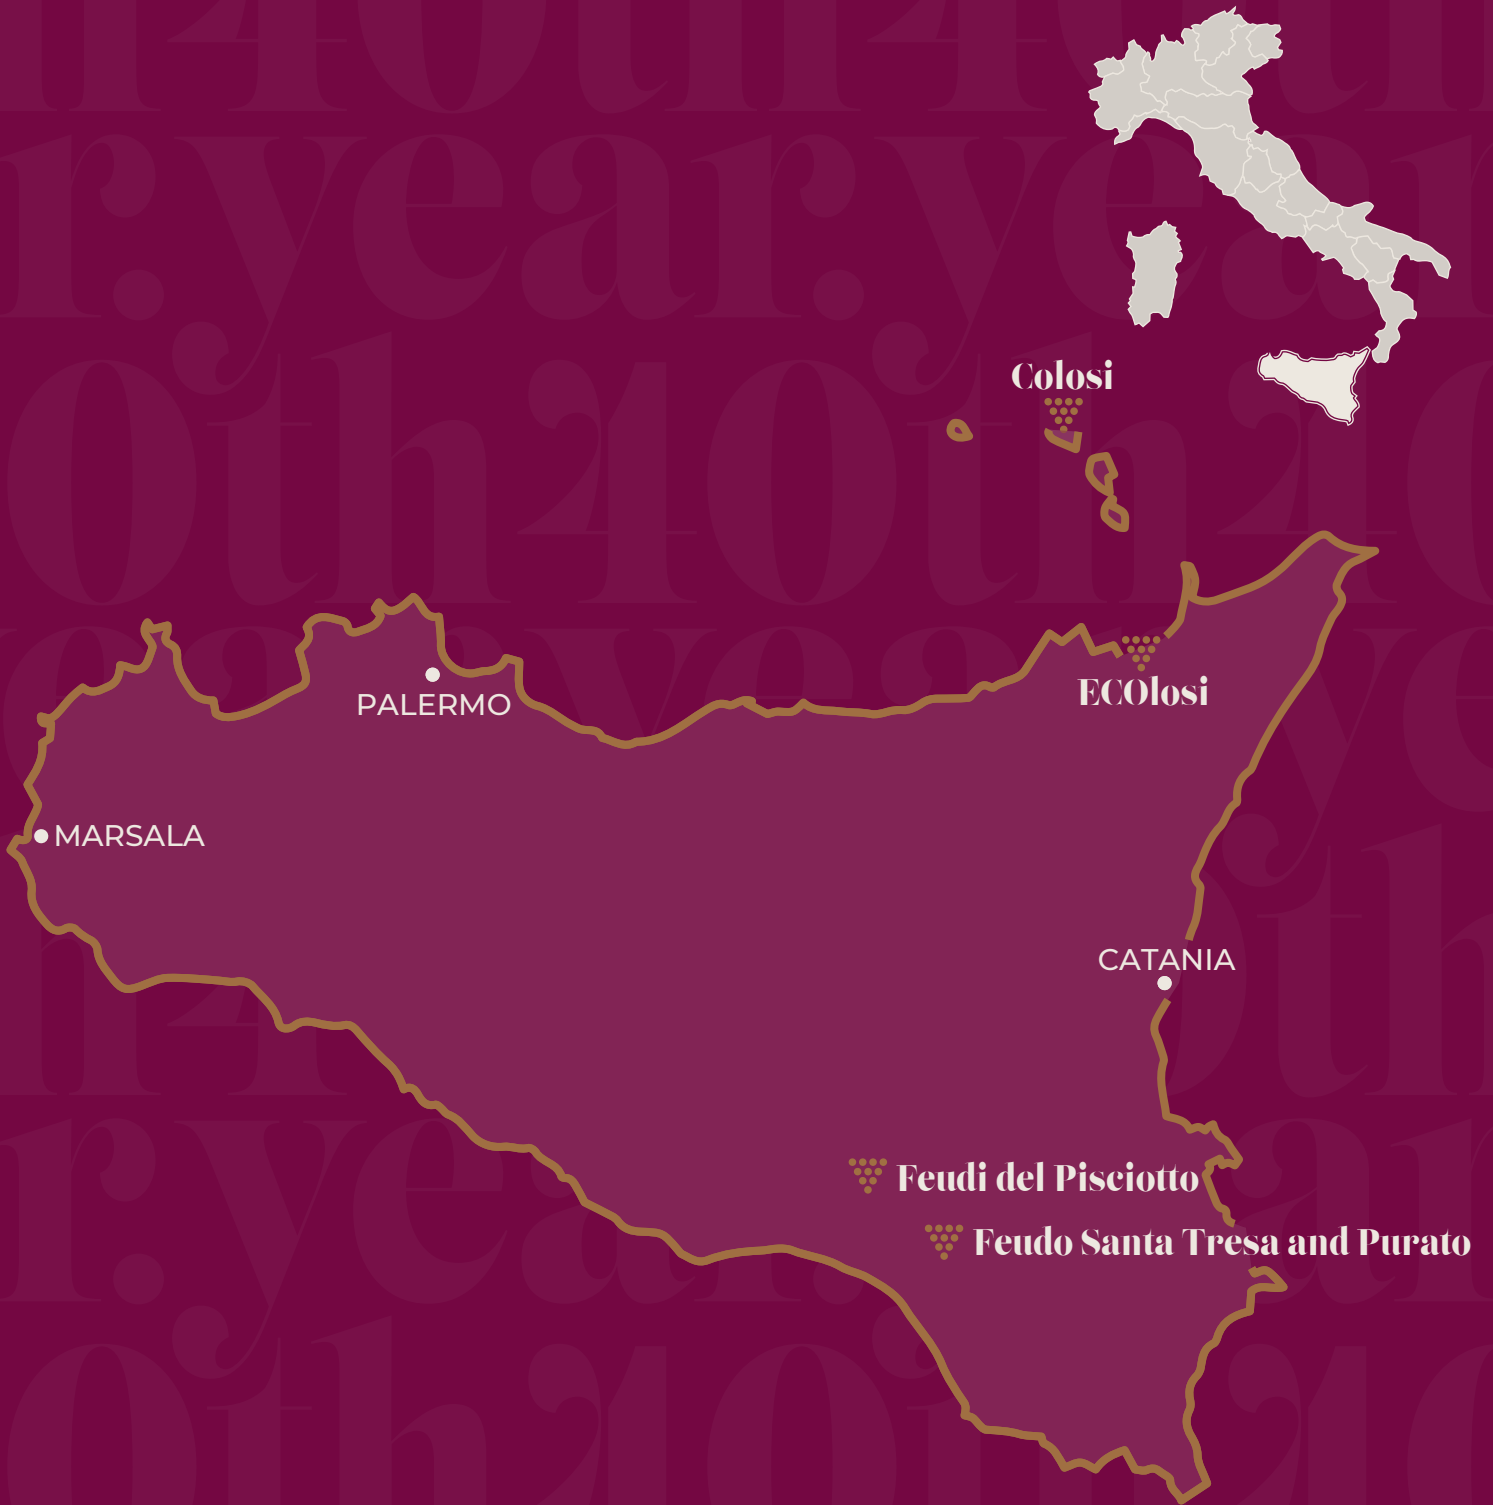 Colosi
ECOlosi
PALERMO
MARSALA
CATANIA
Feudi del Pisciotto
Feudo Santa Tresa and Purato